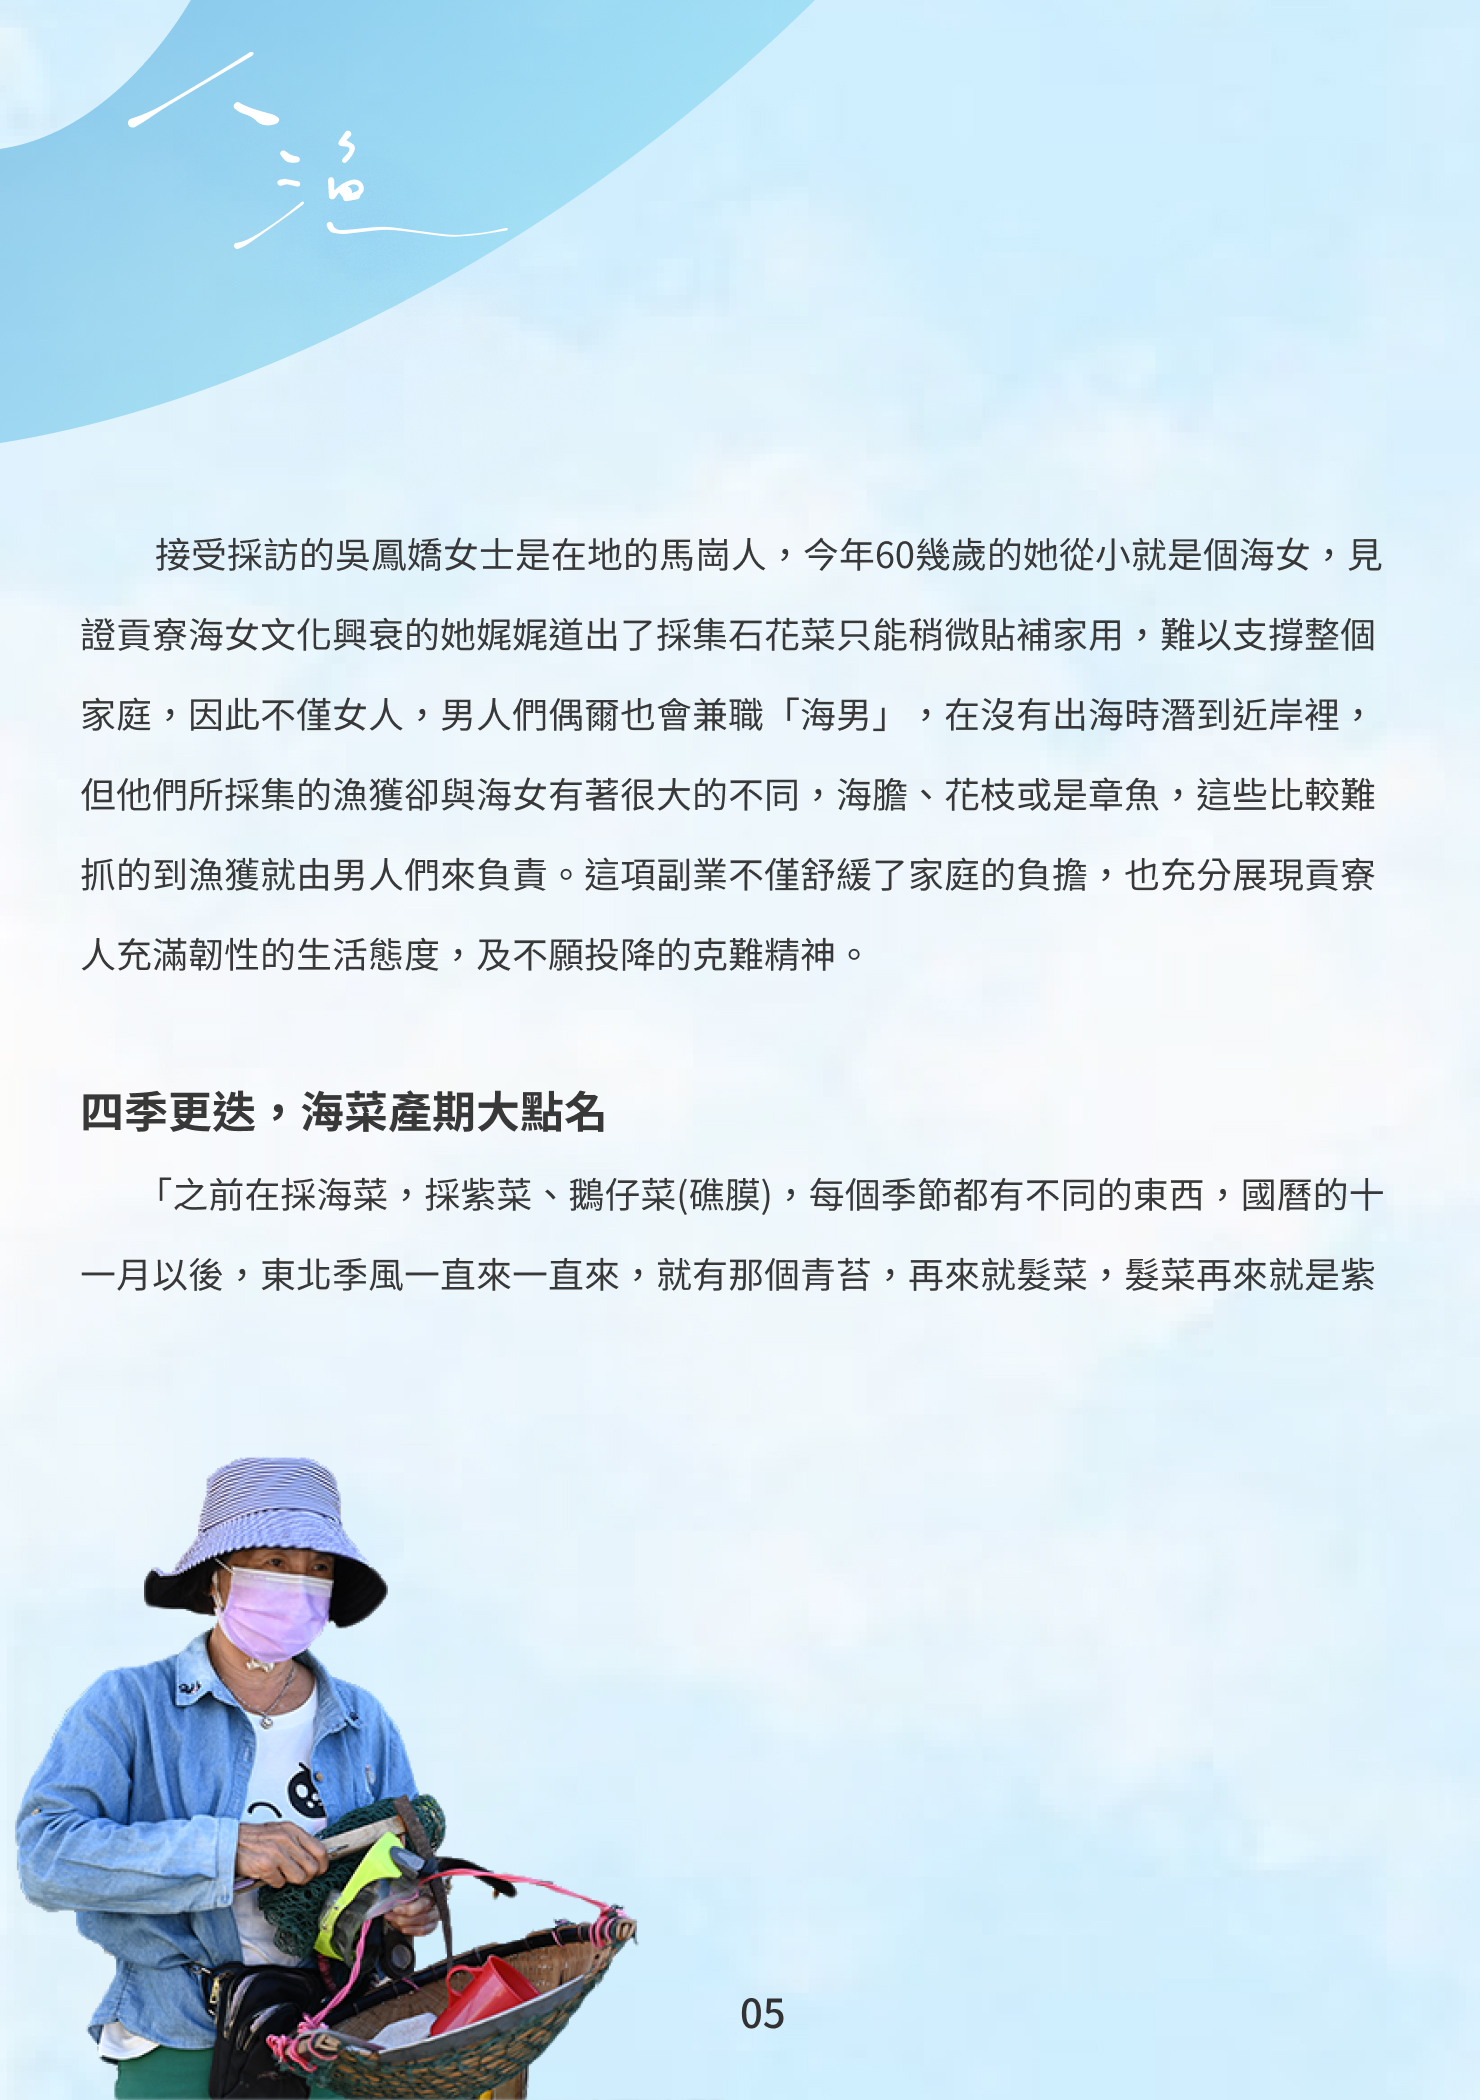 人
漁
接受採訪的吳鳳嬌女士是在地的馬崗人，今年60幾歲的她從小就是個海女，見
證貢寮海女文化興衰的她娓娓道出了採集石花菜只能稍微貼補家用，難以支撐整個
家庭，因此不僅女人，男人們偶爾也會兼職「海男」，在沒有出海時潛到近岸裡，
但他們所採集的漁獲卻與海女有著很大的不同，海膽、花枝或是章魚，這些比較難
抓的到漁獲就由男人們來負責。這項副業不僅舒緩了家庭的負擔，也充分展現貢寮
人充滿韌性的生活態度，及不願投降的克難精神。
四季更迭，海菜產期大點名
「之前在採海菜，採紫菜、鵝仔菜(礁膜)，每個季節都有不同的東西，國曆的十
一月以後，東北季風一直來一直來，就有那個青苔，再來就髮菜，髮菜再來就是紫
05